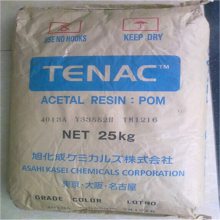 USE NO HOOKS KEEP DRY
TENAC™
ACETAL RESIN : POM
NET 25kg
旭化成ケミカルズ株式会社
ASAHI KASEI CHEMICALS CORPORATION
東京・大阪・名古屋
GRADE COLOR LOT NO.